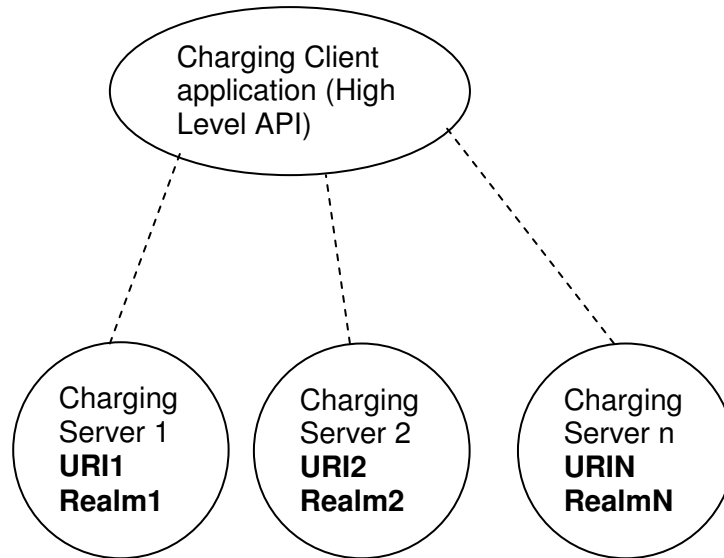 Charging Client
application (High
Level API)
Charging
Server 1
URI1
Realm1
Charging
Server 2
URI2
Realm2
Charging
Server n
URIN
RealmN